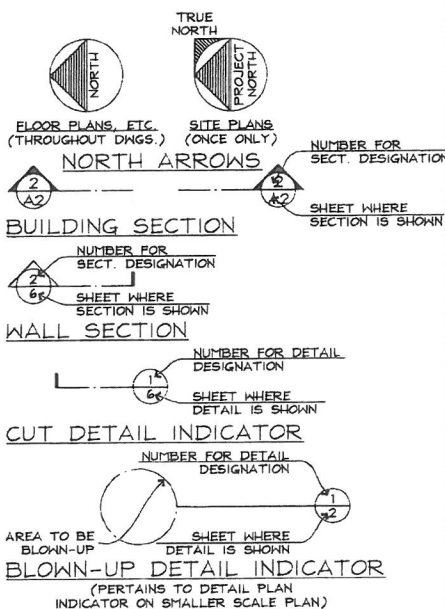 TRUE
NORTH
NORTH
PROJECT
NORTH
FLOOR PLANS, ETC.
(THROUGHOUT DWGS.)
SITE PLANS
(ONCE ONLY)
NORTH ARROWS
NUMBER FOR
SECT. DESIGNATION
2
A2
2
A2
SHEET WHERE
SECTION IS SHOWN
BUILDING SECTION
NUMBER FOR
SECT. DESIGNATION
2
6
SHEET WHERE
SECTION IS SHOWN
WALL SECTION
NUMBER FOR DETAIL
DESIGNATION
1
6
SHEET WHERE
DETAIL IS SHOWN
CUT DETAIL INDICATOR
NUMBER FOR DETAIL
DESIGNATION
1
2
AREA TO BE
BLOWN-UP
SHEET WHERE
DETAIL IS SHOWN
BLOWN-UP DETAIL INDICATOR
(PERTAINS TO DETAIL PLAN
INDICATOR ON SMALLER SCALE PLAN)